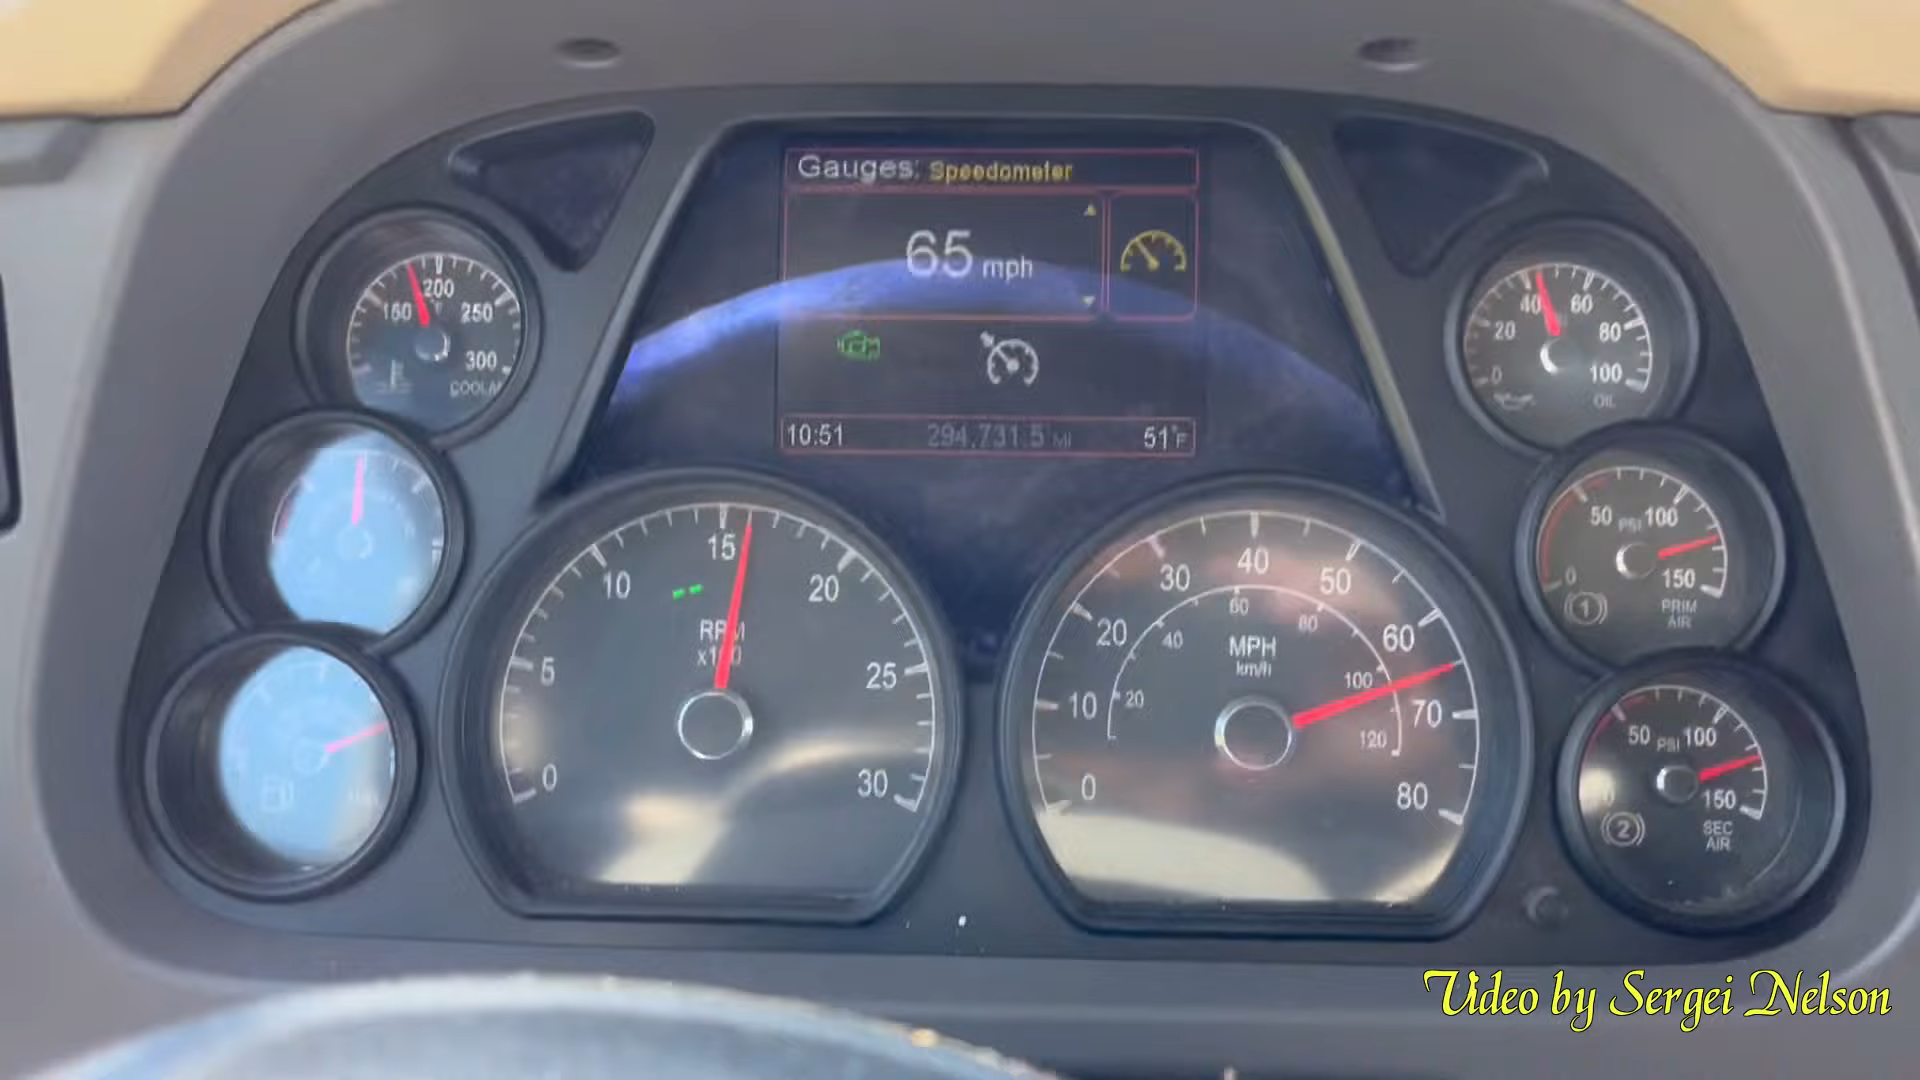 Gauges: Speedometer
65 mph
10:51 294,731.5 MI 51°F
150 200 250 300
°F
COOLAN
0 5 10 15 20 25 30
RPM
0 10 20 30 40 50 60 70 80
MPH
km/h
20 40 60 80 100 120
0 20 40 60 80 100
OIL
0 50 100 150
PSI
1
PRIM
AIR
50 100 150
PSI
2
SEC
AIR
Video by Sergei Nelson